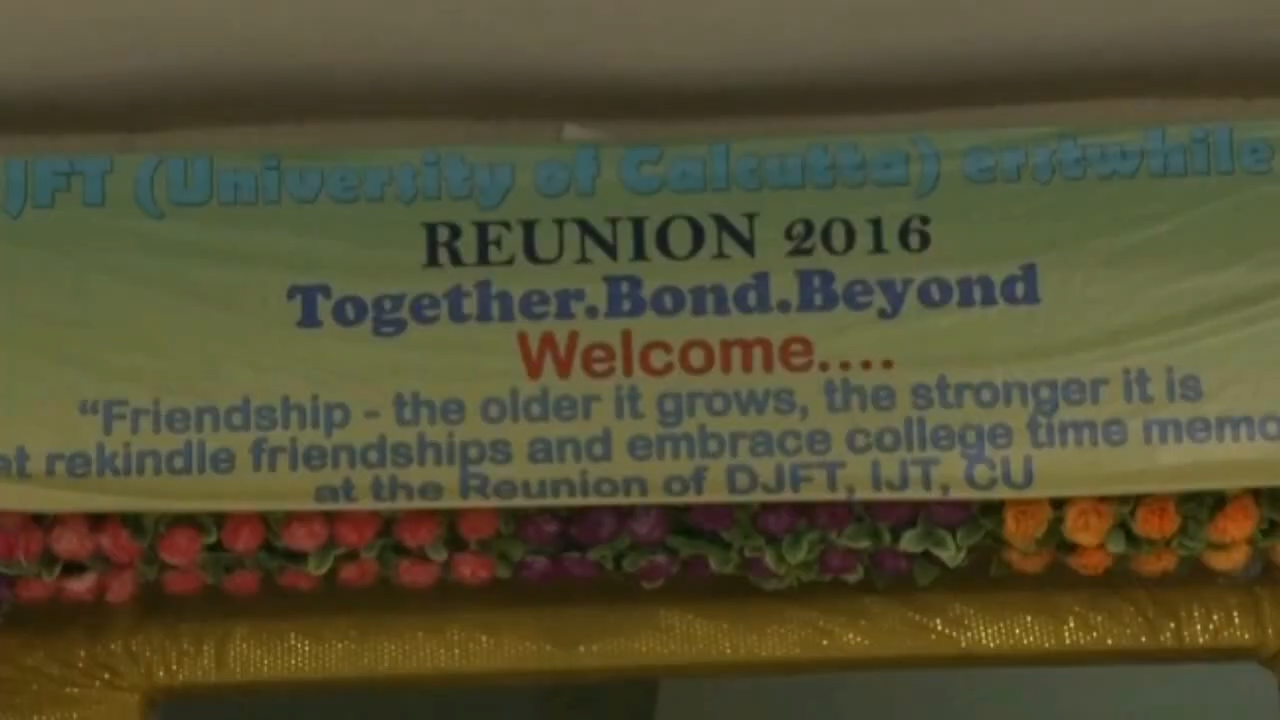 JFT (University of Calcutta) erstwhile
REUNION 2016
Together.Bond.Beyond
Welcome....
“Friendship - the older it grows, the stronger it is
at rekindle friendships and embrace college time memo
at the Reunion of DJFT, IJT, CU